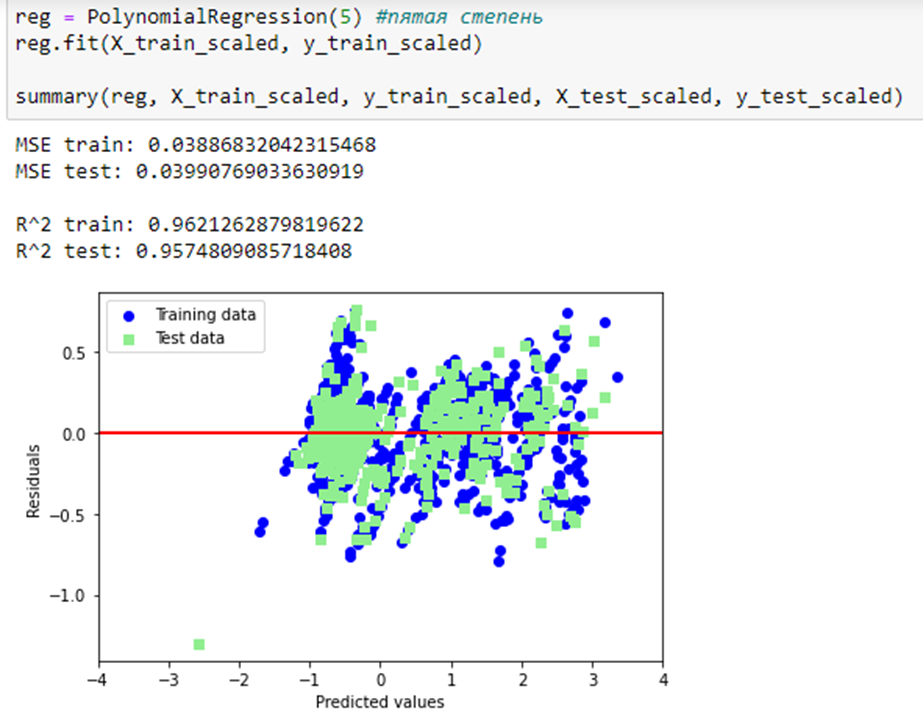 reg = PolynomialRegression(5) #пятая степень
reg.fit(X_train_scaled, y_train_scaled)
summary(reg, X_train_scaled, y_train_scaled, X_test_scaled, y_test_scaled)
MSE train: 0.03886832042315468
MSE test: 0.03990769033630919
R^2 train: 0.9621262879819622
R^2 test: 0.9574809085718408
Training data
Test data
0.5
0.0
−0.5
−1.0
Residuals
−4 −3 −2 −1 0 1 2 3 4
Predicted values